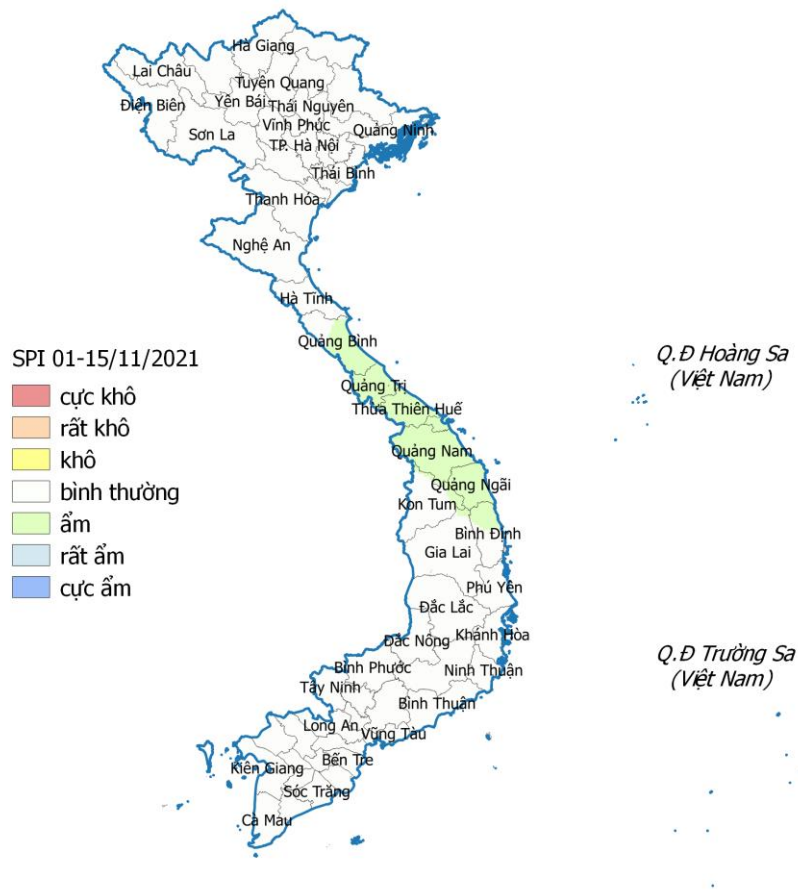 Hà Giang
Lai Châu
Tuyên Quang
Điện Biên
Yên Bái
Thái Nguyên
Vĩnh Phúc
Quảng Ninh
Sơn La
TP. Hà Nội
Thái Bình
Thanh Hóa
Nghệ An
Hà Tĩnh
Quảng Bình
SPI 01-15/11/2021
cực khô
rất khô
khô
bình thường
ẩm
rất ẩm
cực ẩm
Q.Đ Hoàng Sa
(Việt Nam)
Quảng Trị
Thừa Thiên Huế
Quảng Nam
Quảng Ngãi
Kon Tum
Bình Định
Gia Lai
Phú Yên
Đắc Lắc
Đắc Nông
Khánh Hòa
Q.Đ Trường Sa
(Việt Nam)
Bình Phước
Ninh Thuận
Tây Ninh
Bình Thuận
Long An
Vũng Tàu
Bến Tre
Kiên Giang
Sóc Trăng
Cà Mau